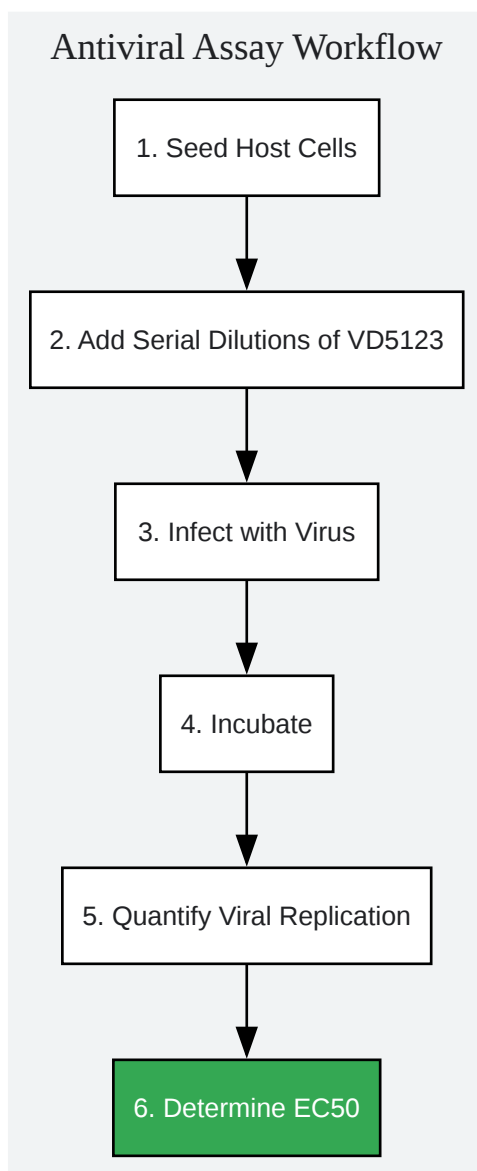 Antiviral Assay Workflow
1. Seed Host Cells
2. Add Serial Dilutions of VD5123
3. Infect with Virus
4. Incubate
5. Quantify Viral Replication
6. Determine EC50